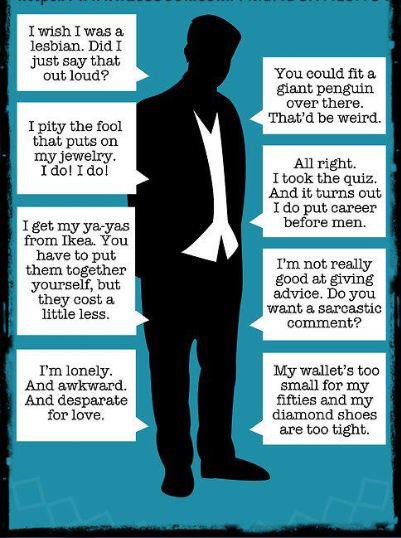 I wish I was a
lesbian. Did I
just say that
out loud?
I pity the fool
that puts on
my jewelry.
I do! I do!
I get my ya-yas
from Ikea. You
have to put
them together
yourself, but
they cost a
little less.
I'm lonely.
And awkward.
And desparate
for love.
You could fit a
giant penguin
over there.
That'd be weird.
All right.
I took the quiz.
And it turns out
I do put career
before men.
I'm not really
good at giving
advice. Do you
want a sarcastic
comment?
My wallet's too
small for my
fifties and my
diamond shoes
are too tight.